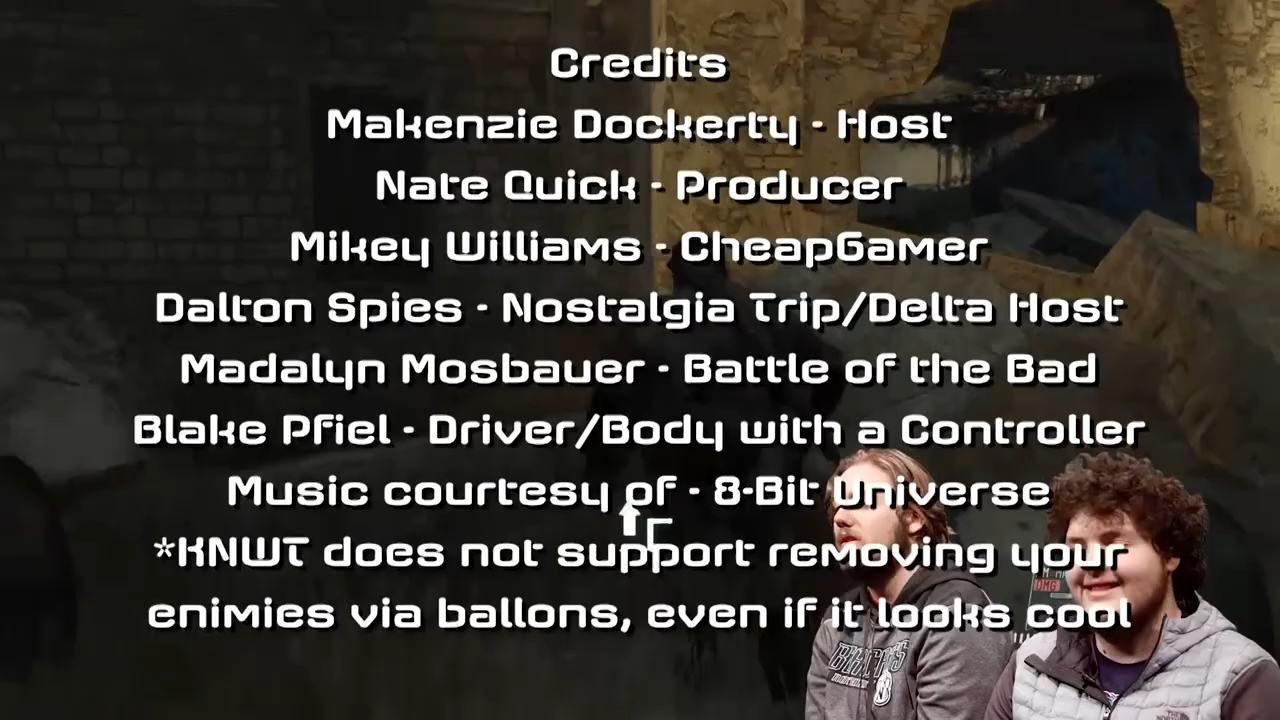 Credits
Makenzie Dockerty - Host
Nate Quick - Producer
Mikey Williams - CheapGamer
Dalton Spies - Nostalgia Trip/Delta Host
Madalyn Mosbauer - Battle of the Bad
Blake Pfiel - Driver/Body with a Controller
Music courtesy of - 8-Bit Universe
*KNWT does not support removing your
enimies via ballons, even if it looks cool
BEARCATS
OMG